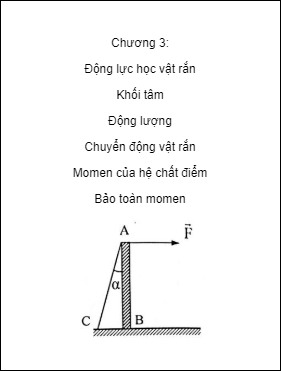 Chương 3:
Động lực học vật rắn
Khối tâm
Động lượng
Chuyển động vật rắn
Momen của hệ chất điểm
Bảo toàn momen
A
F⃗
α
C
B